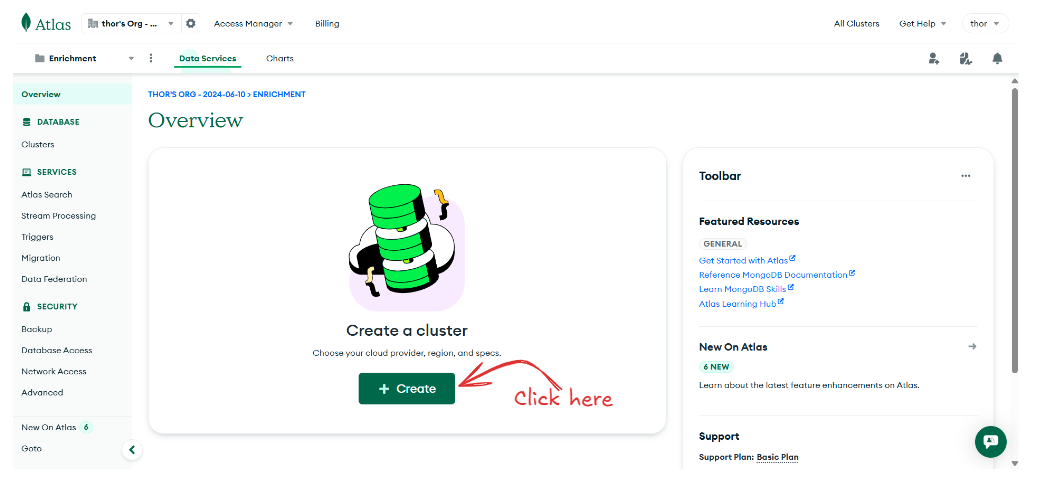 Atlas
thor's Org - ...
Access Manager
Billing
All Clusters
Get Help
thor
Enrichment
Data Services
Charts
Overview
DATABASE
Clusters
SERVICES
Atlas Search
Stream Processing
Triggers
Migration
Data Federation
SECURITY
Backup
Database Access
Network Access
Advanced
New On Atlas 6
Goto
THOR'S ORG - 2024-06-10 > ENRICHMENT
Overview
Create a cluster
Choose your cloud provider, region, and specs.
+ Create
Click here
Toolbar
Featured Resources
GENERAL
Get Started with Atlas
Reference MongoDB Documentation
Learn MongoDB Skills
Atlas Learning Hub
New On Atlas
6 NEW
Learn about the latest feature enhancements on Atlas.
Support
Support Plan: Basic Plan